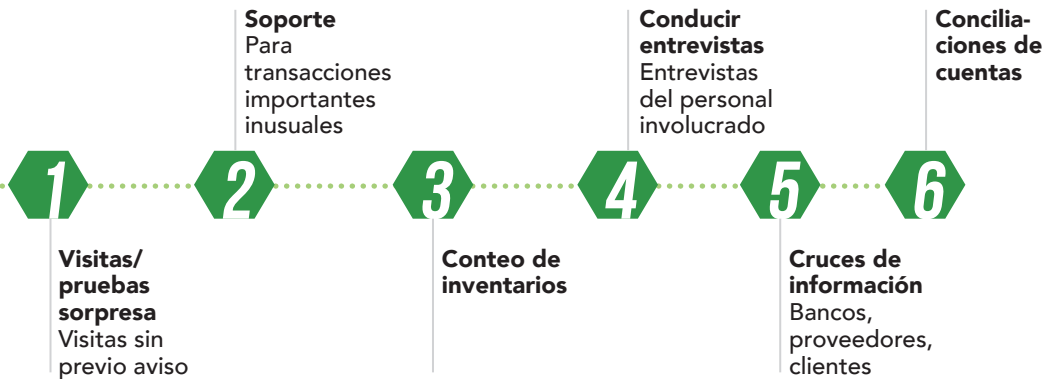 1
Visitas/
pruebas
sorpresa
Visitas sin
previo aviso
2
Soporte
Para
transacciones
importantes
inusuales
3
Conteo de
inventarios
4
Conducir
entrevistas
Entrevistas
del personal
involucrado
5
Cruces de
información
Bancos,
proveedores,
clientes
6
Concilia-
ciones de
cuentas